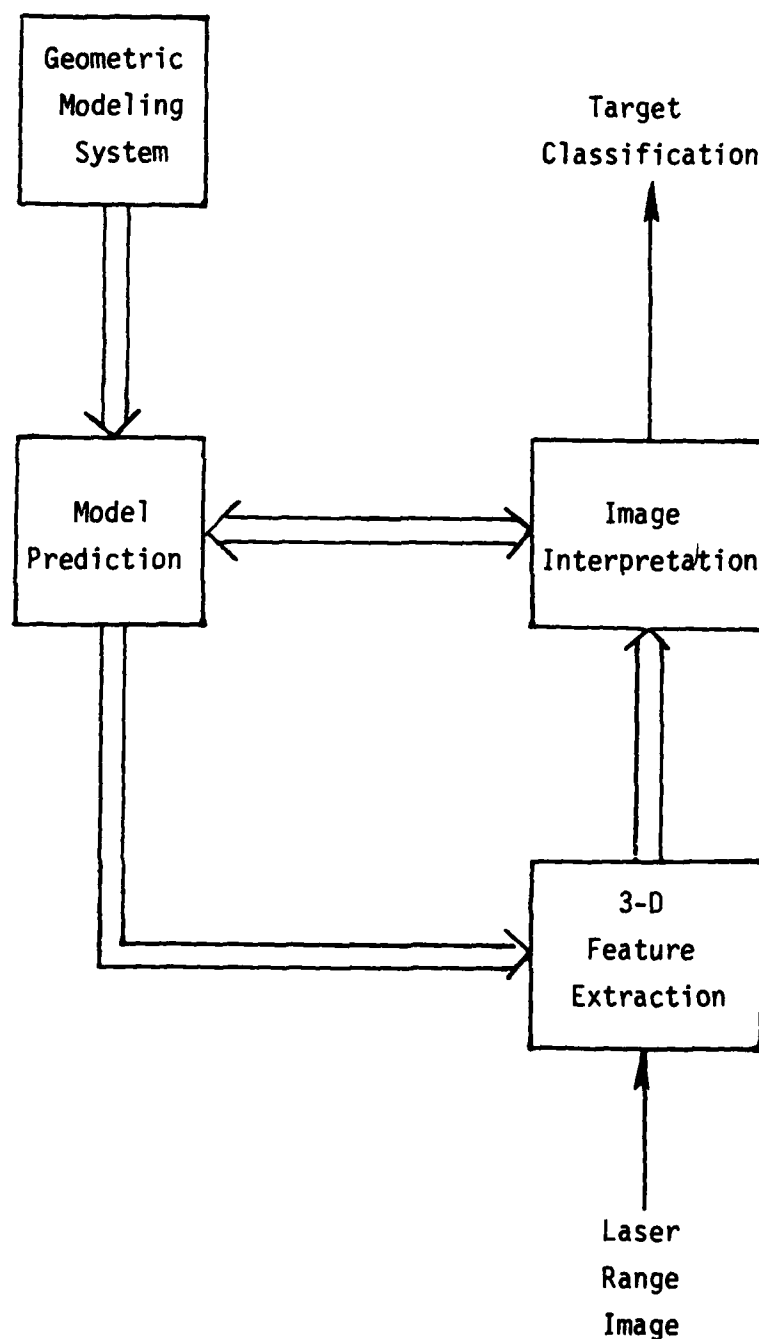 Geometric
Modeling
System
Target
Classification
Model
Prediction
Image
Interpretation
3-D
Feature
Extraction
Laser
Range
Image